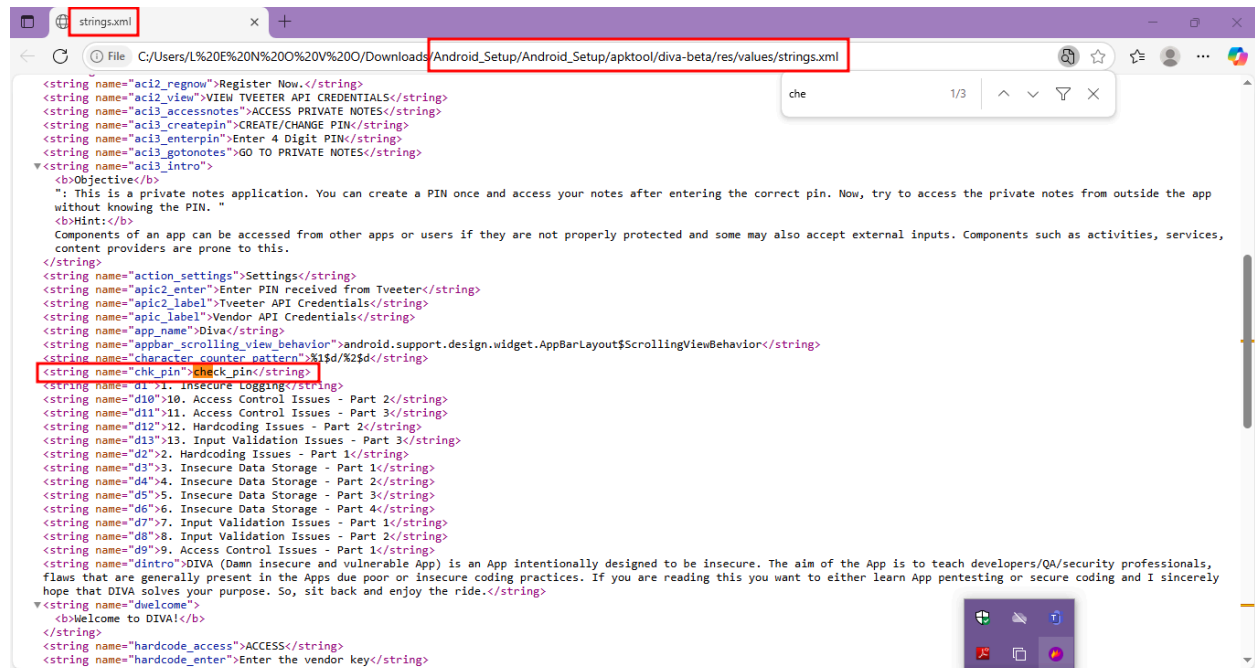 strings.xml
File C:/Users/L%20E%20N%20O%20V%20O/Downloads/Android_Setup/Android_Setup/apktool/diva-beta/res/values/strings.xml
che 1/3
<string name="aci2_regnow">Register Now.</string>
<string name="aci2_view">VIEW TVEETER API CREDENTIALS</string>
<string name="aci3_accessnotes">ACCESS PRIVATE NOTES</string>
<string name="aci3_createpin">CREATE/CHANGE PIN</string>
<string name="aci3_enterpin">Enter 4 Digit PIN</string>
<string name="aci3_gotonotes">GO TO PRIVATE NOTES</string>
▼<string name="aci3_intro">
<b>Objective</b>
": This is a private notes application. You can create a PIN once and access your notes after entering the correct pin. Now, try to access the private notes from outside the app
without knowing the PIN. "
<b>Hint:</b>
Components of an app can be accessed from other apps or users if they are not properly protected and some may also accept external inputs. Components such as activities, services,
content providers are prone to this.
</string>
<string name="action_settings">Settings</string>
<string name="apic2_enter">Enter PIN received from Tveeter</string>
<string name="apic2_label">Tveeter API Credentials</string>
<string name="apic_label">Vendor API Credentials</string>
<string name="app_name">Diva</string>
<string name="appbar_scrolling_view_behavior">android.support.design.widget.AppBarLayout$ScrollingViewBehavior</string>
<string name="character_counter_pattern">%1$d/%2$d</string>
<string name="chk_pin">check_pin</string>
<string name="d1">1. Insecure Logging</string>
<string name="d10">10. Access Control Issues - Part 2</string>
<string name="d11">11. Access Control Issues - Part 3</string>
<string name="d12">12. Hardcoding Issues - Part 2</string>
<string name="d13">13. Input Validation Issues - Part 3</string>
<string name="d2">2. Hardcoding Issues - Part 1</string>
<string name="d3">3. Insecure Data Storage - Part 1</string>
<string name="d4">4. Insecure Data Storage - Part 2</string>
<string name="d5">5. Insecure Data Storage - Part 3</string>
<string name="d6">6. Insecure Data Storage - Part 4</string>
<string name="d7">7. Input Validation Issues - Part 1</string>
<string name="d8">8. Input Validation Issues - Part 2</string>
<string name="d9">9. Access Control Issues - Part 1</string>
<string name="dintro">DIVA (Damn insecure and vulnerable App) is an App intentionally designed to be insecure. The aim of the App is to teach developers/QA/security professionals,
flaws that are generally present in the Apps due poor or insecure coding practices. If you are reading this you want to either learn App pentesting or secure coding and I sincerely
hope that DIVA solves your purpose. So, sit back and enjoy the ride.</string>
▼<string name="dwelcome">
<b>Welcome to DIVA!</b>
</string>
<string name="hardcode_access">ACCESS</string>
<string name="hardcode_enter">Enter the vendor key</string>